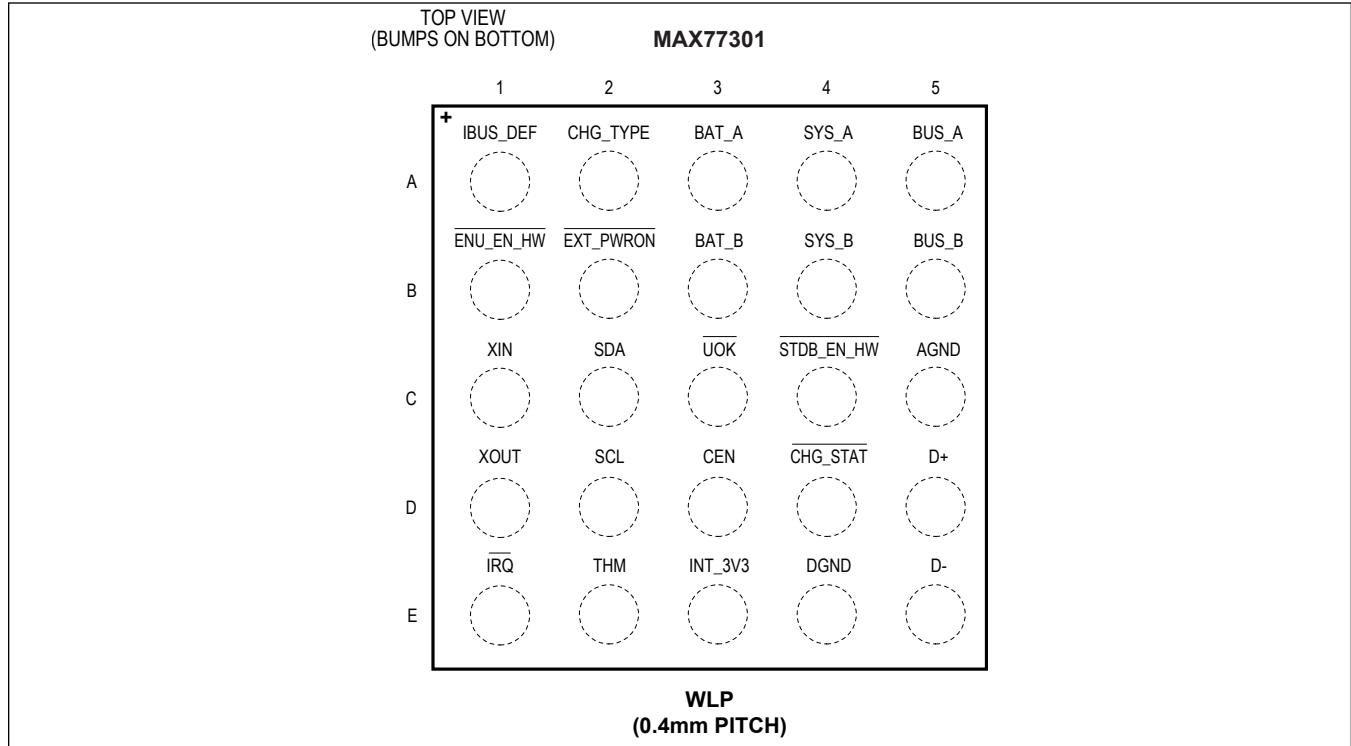 TOP VIEW
(BUMPS ON BOTTOM)
MAX77301
1 2 3 4 5
+
IBUS_DEF CHG_TYPE BAT_A SYS_A BUS_A
A
ENU_EN_HW EXT_PWRON BAT_B SYS_B BUS_B
B
XIN SDA UOK STDB_EN_HW AGND
C
XOUT SCL CEN CHG_STAT D+
D
IRQ THM INT_3V3 DGND D-
E
WLP
(0.4mm PITCH)